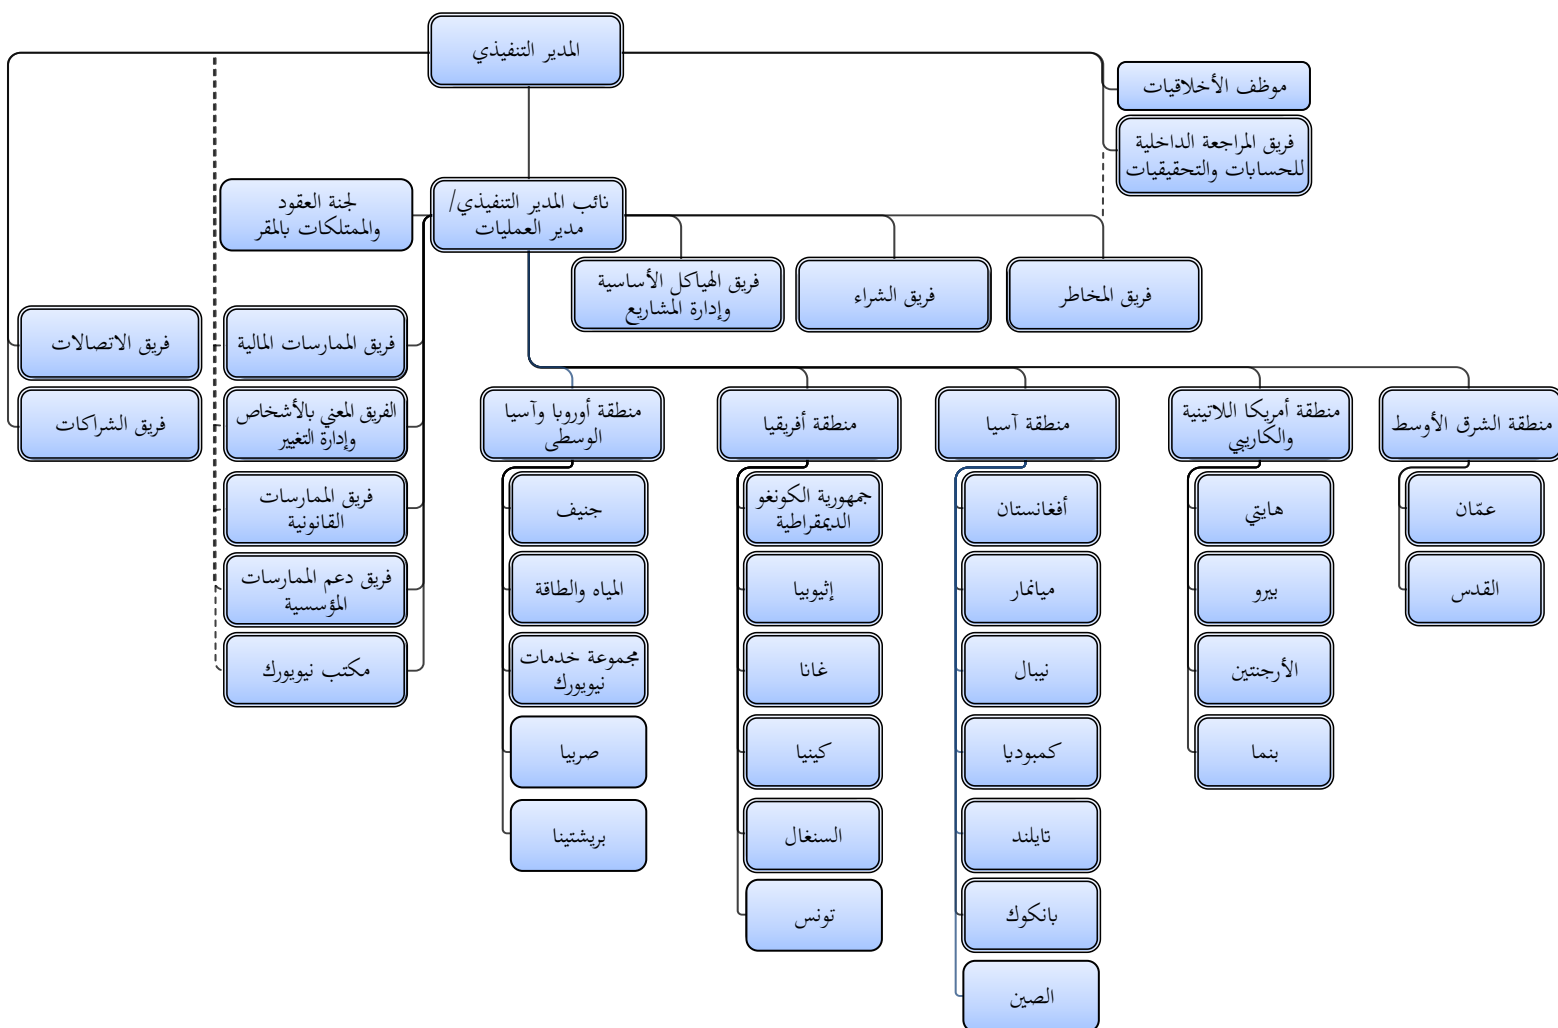 المدير التنفيذي
موظف الأخلاقيات
فريق المراجعة الداخلية
للحسابات والتحقيقيات
نائب المدير التنفيذي/
مدير العمليات
لجنة العقود
والممتلكات بالمقر
فريق المخاطر
فريق الشراء
فريق الهياكل الأساسية
وإدارة المشاريع
فريق الممارسات المالية
فريق الاتصالات
الفريق المعني بالأشخاص
وإدارة التغيير
فريق الشراكات
فريق الممارسات
القانونية
فريق دعم الممارسات
المؤسسية
مكتب نيويورك
منطقة الشرق الأوسط
عمّان
القدس
منطقة أمريكا اللاتينية
والكاريبي
هايتي
بيرو
الأرجنتين
بنما
منطقة آسيا
أفغانستان
ميانمار
نيبال
كمبوديا
تايلند
بانكوك
الصين
منطقة أفريقيا
جمهورية الكونغو
الديمقراطية
إثيوبيا
غانا
كينيا
السنغال
تونس
منطقة أوروبا وآسيا
الوسطى
جنيف
المياه والطاقة
مجموعة خدمات
نيويورك
صربيا
بريشتينا